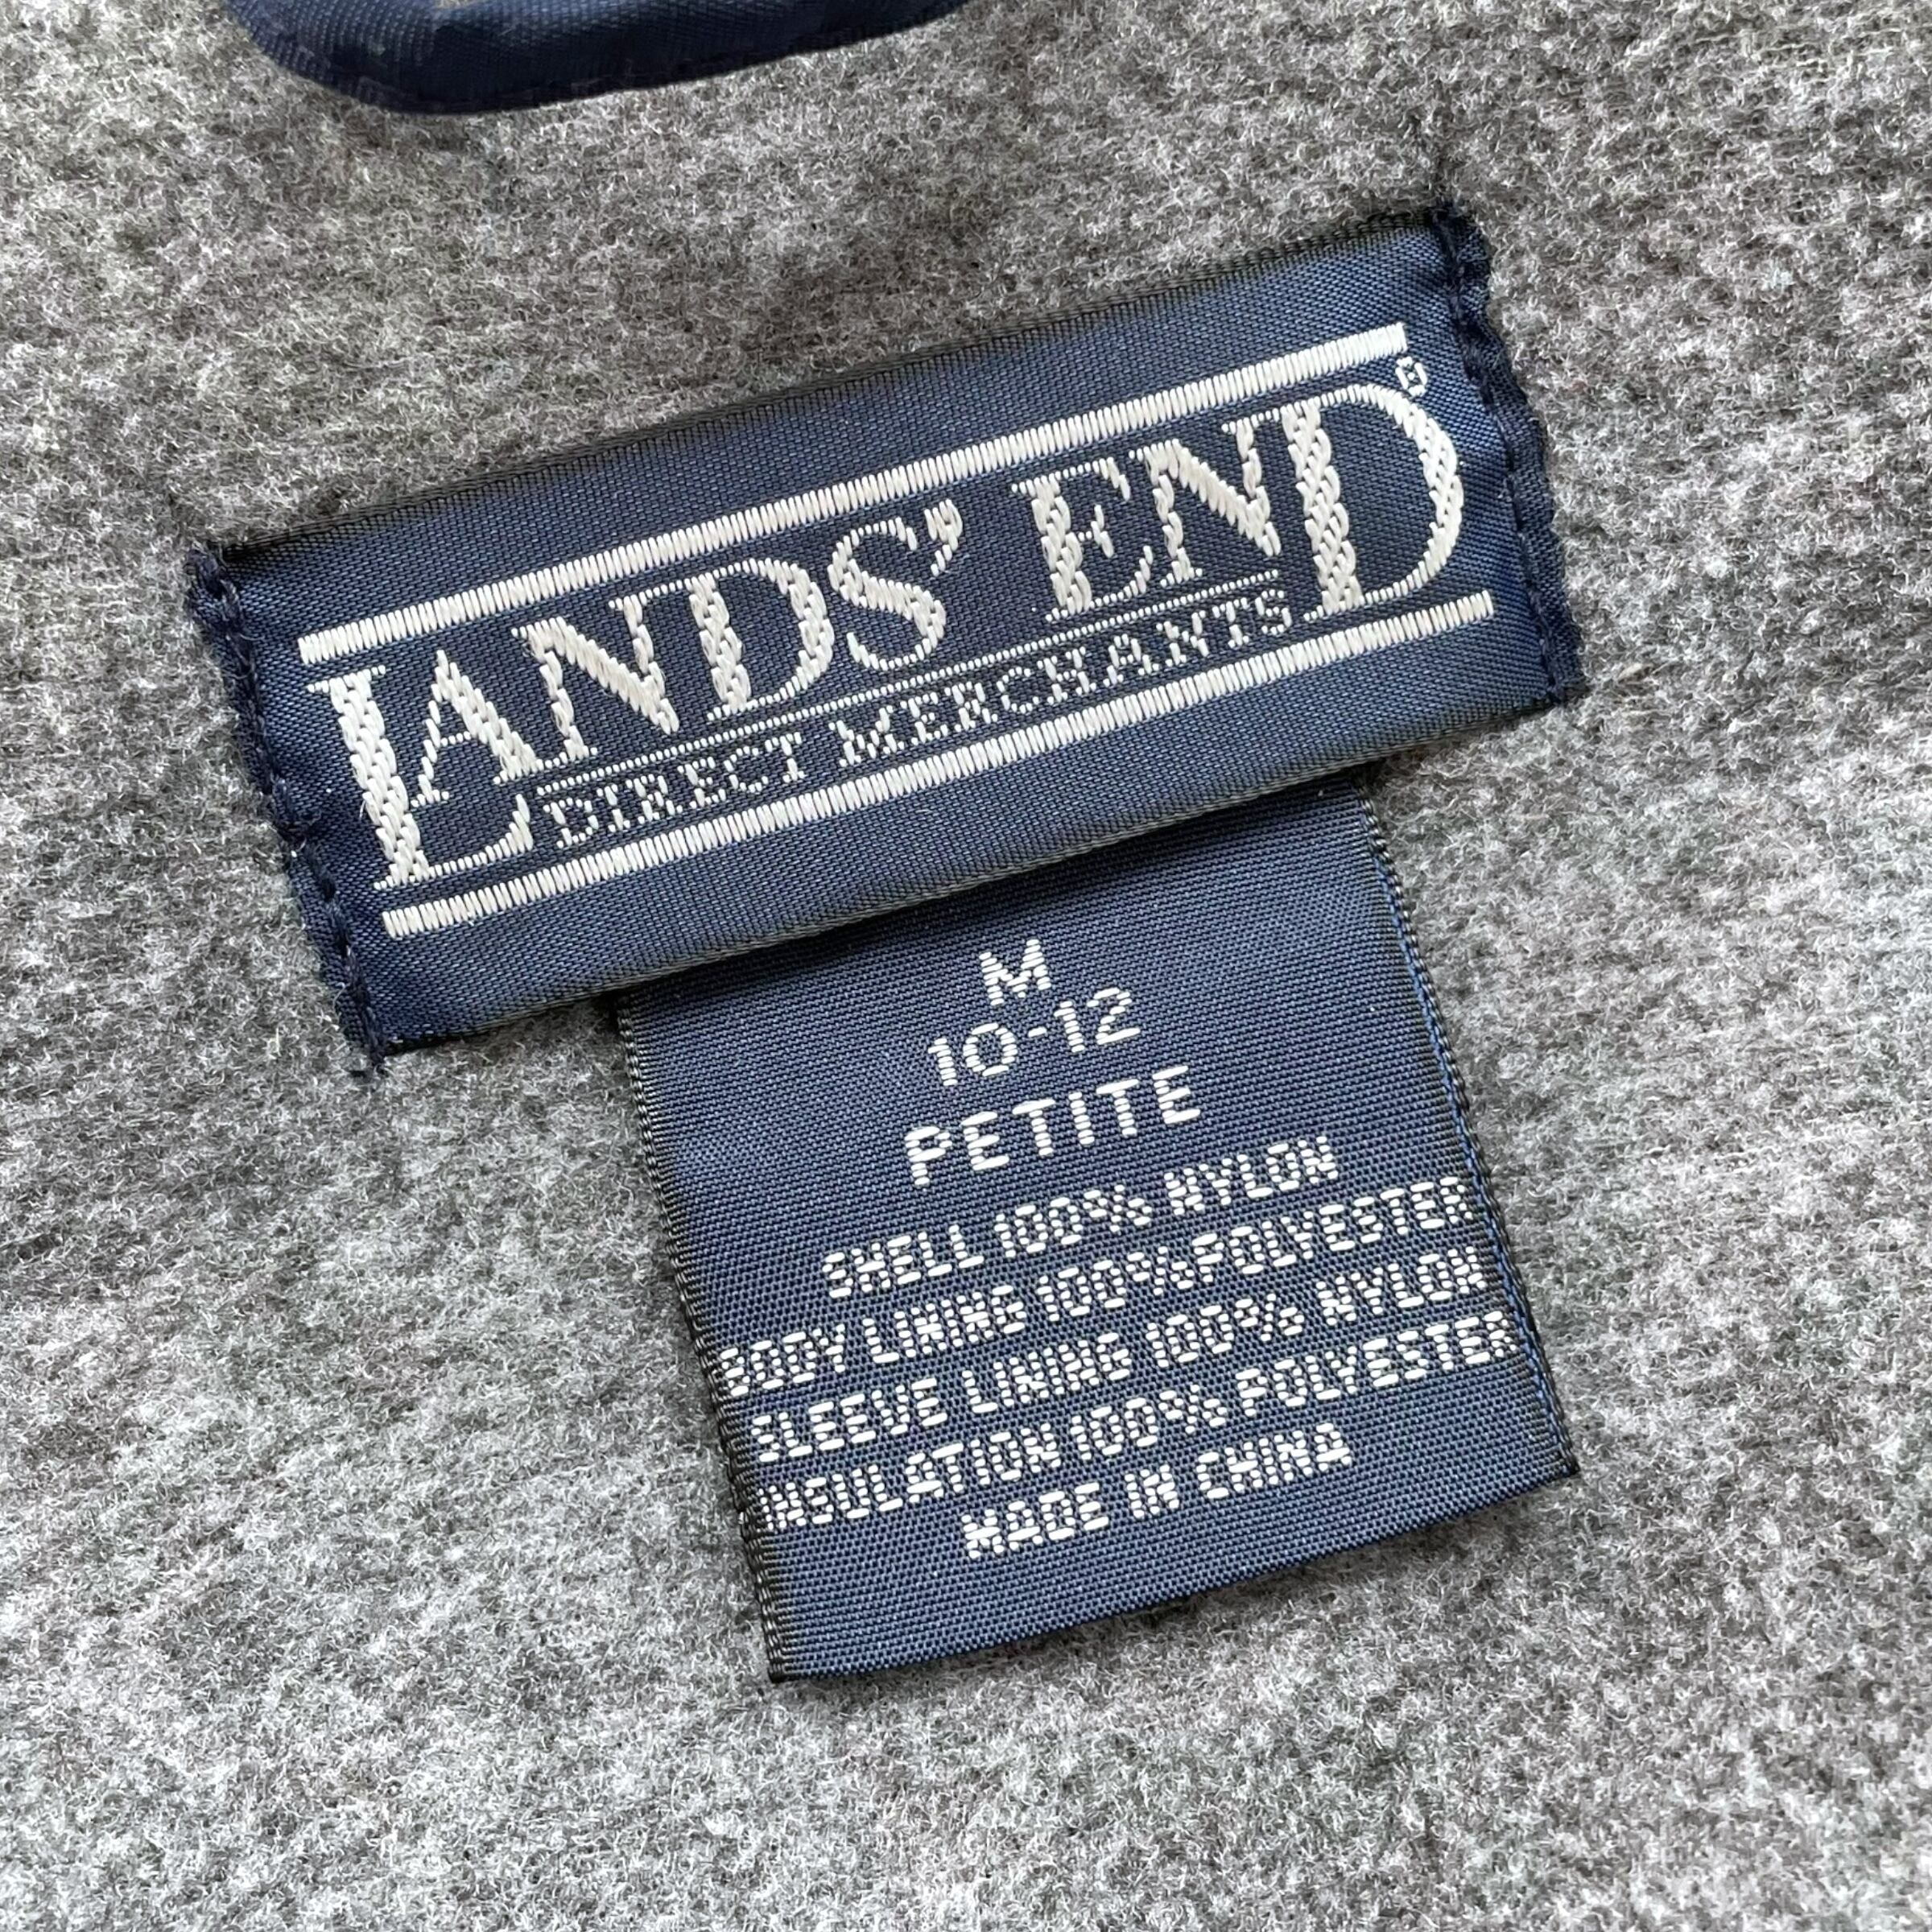 LANDS' END®
DIRECT MERCHANTS
M
10-12
PETITE
SHELL 100% NYLON
BODY LINING 100% POLYESTER
SLEEVE LINING 100% NYLON
INSULATION 100% POLYESTER
MADE IN CHINA